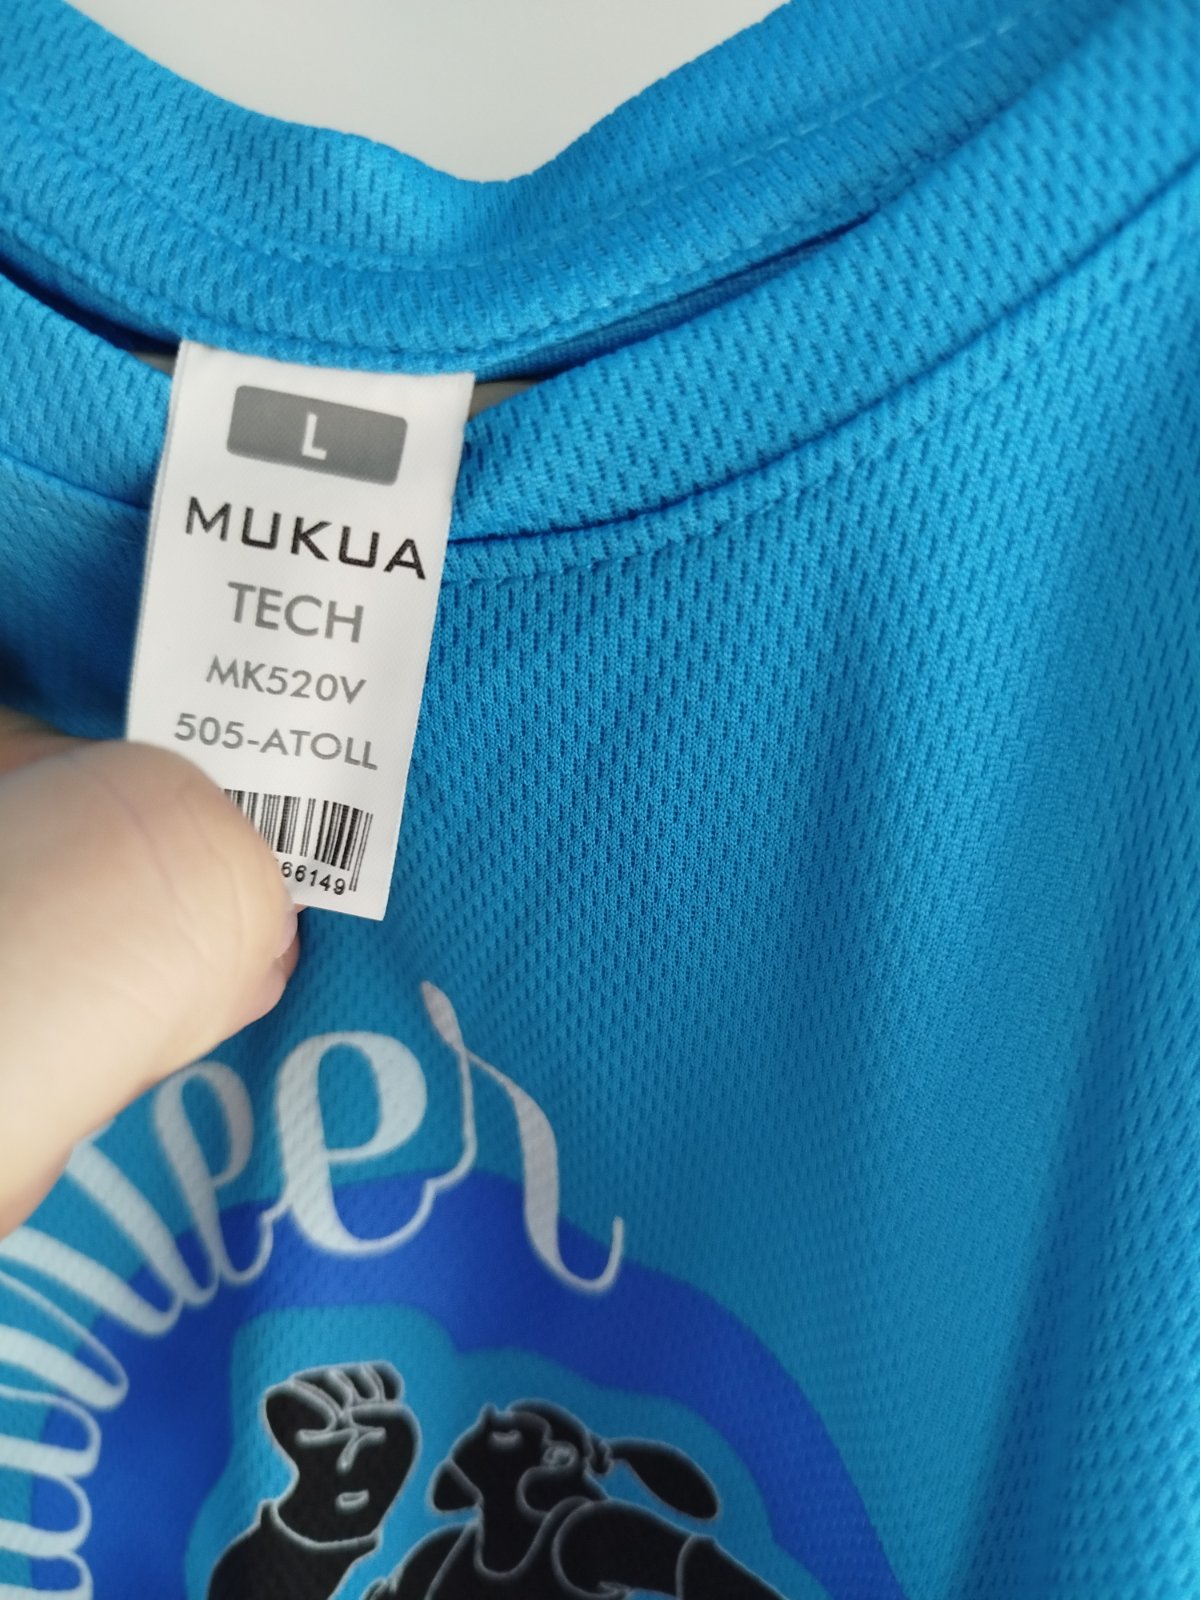 L
MUKUA
TECH
MK520V
505-ATOLL
66149